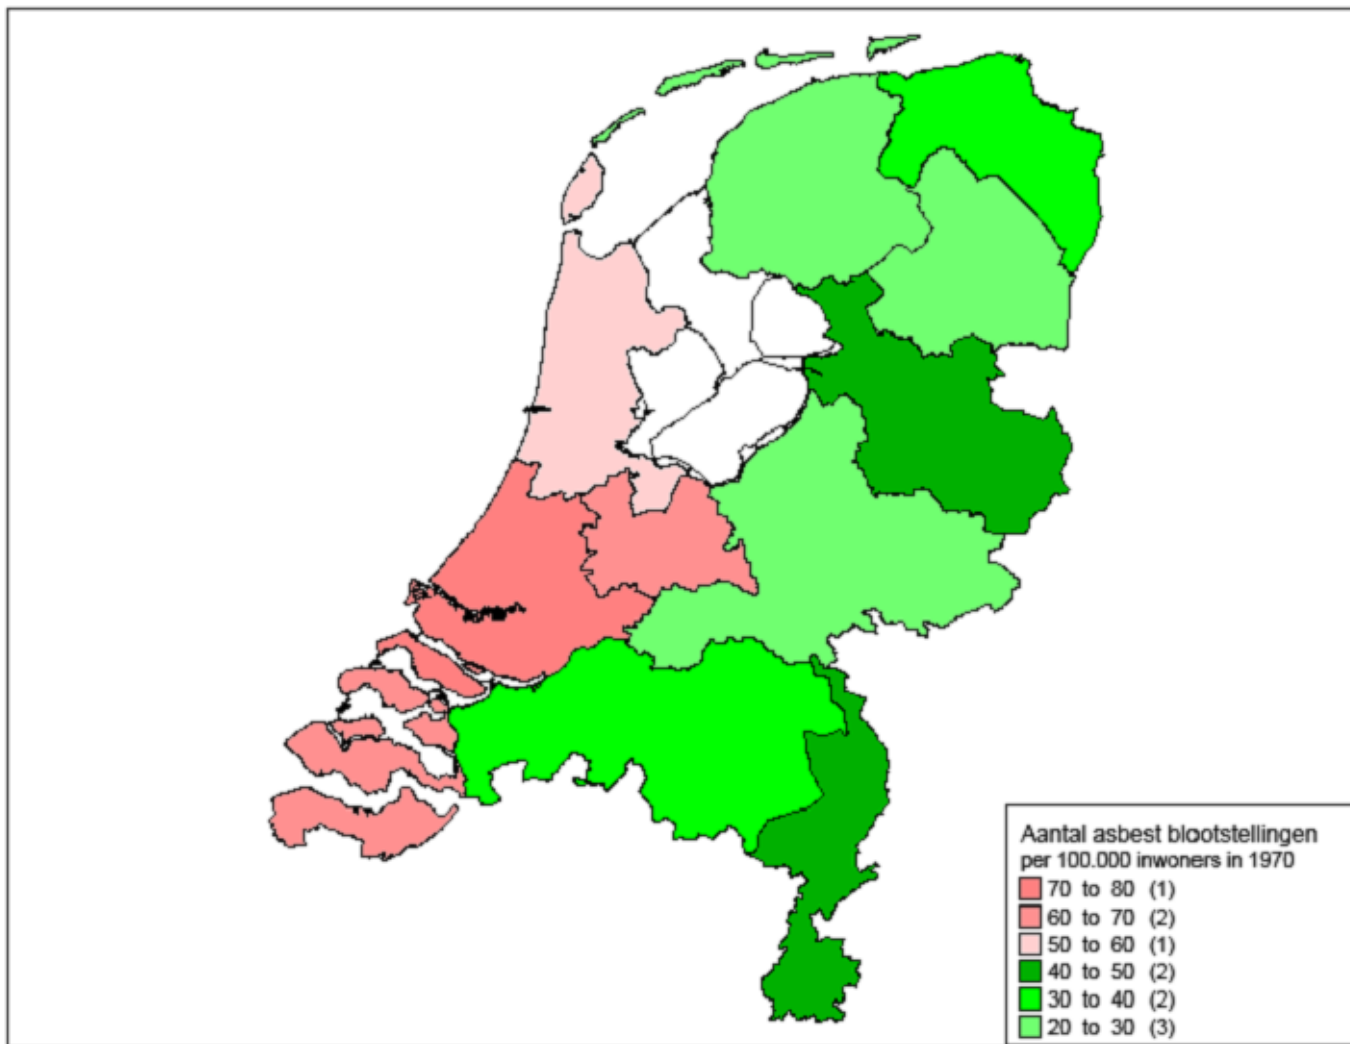 Aantal asbest blootstellingen
per 100.000 inwoners in 1970
70 to 80 (1)
60 to 70 (2)
50 to 60 (1)
40 to 50 (2)
30 to 40 (2)
20 to 30 (3)